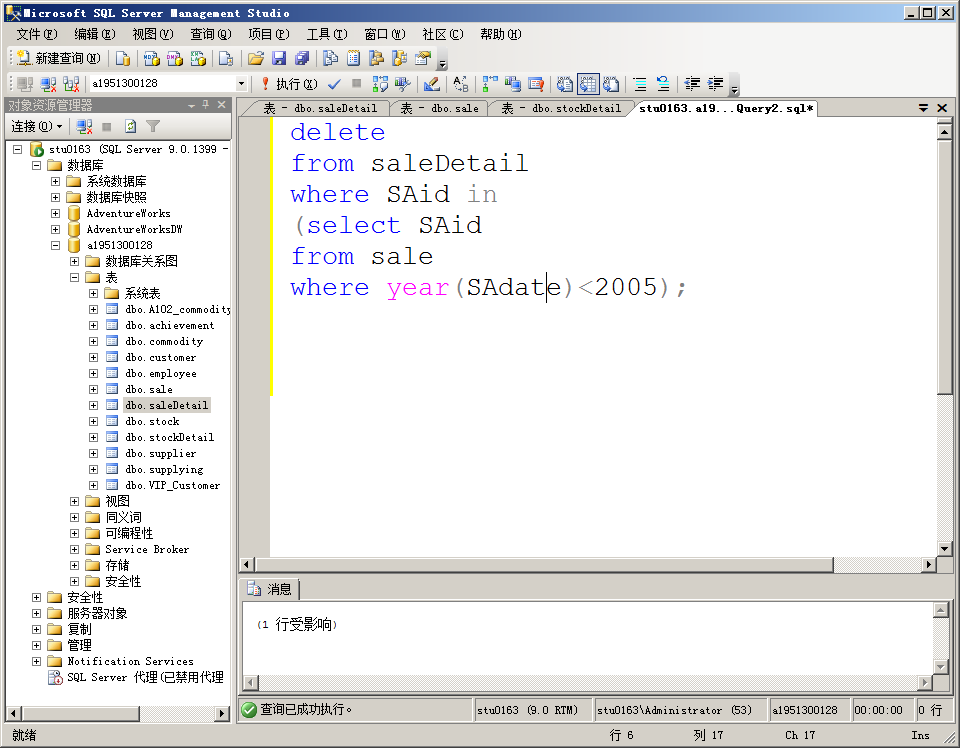 Microsoft SQL Server Management Studio
文件(F) 编辑(E) 视图(V) 查询(Q) 项目(P) 工具(T) 窗口(W) 社区(C) 帮助(H)
新建查询(N)
a1951300128 执行(X)
对象资源管理器
表 - dbo.saleDetail 表 - dbo.sale 表 - dbo.stockDetail stu0163.a19...Query2.sql*
连接(O)
stu0163 (SQL Server 9.0.1399 -
数据库
系统数据库
数据库快照
AdventureWorks
AdventureWorksDW
a1951300128
数据库关系图
表
系统表
dbo.A102_commodity
dbo.achievement
dbo.commodity
dbo.customer
dbo.employee
dbo.sale
dbo.saleDetail
dbo.stock
dbo.stockDetail
dbo.supplier
dbo.supplying
dbo.VIP_Customer
视图
同义词
可编程性
Service Broker
存储
安全性
安全性
服务器对象
复制
管理
Notification Services
SQL Server 代理(已禁用代理
delete
from saleDetail
where SAid in
(select SAid
from sale
where year(SAdate)<2005);
消息
(1 行受影响)
查询已成功执行。 stu0163 (9.0 RTM) stu0163\Administrator (53) a1951300128 00:00:00 0 行
就绪 行 6 列 17 Ch 17 Ins